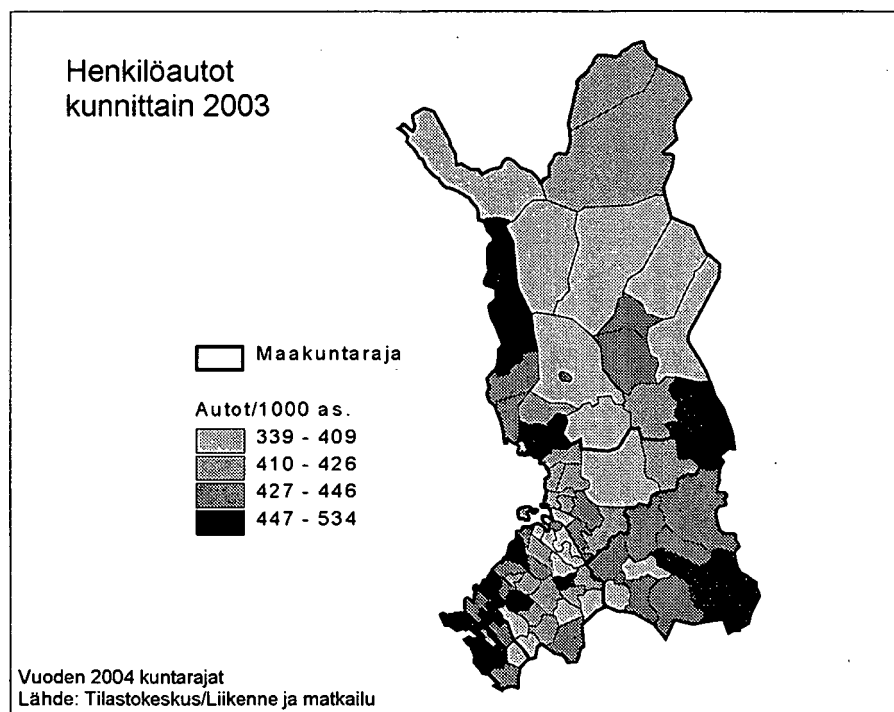 Henkilöautot
kunnittain 2003
Maakuntaraja
Autot/1000 as.
339 - 409
410 - 426
427 - 446
447 - 534
Vuoden 2004 kuntarajat
Lähde: Tilastokeskus/Liikenne ja matkailu